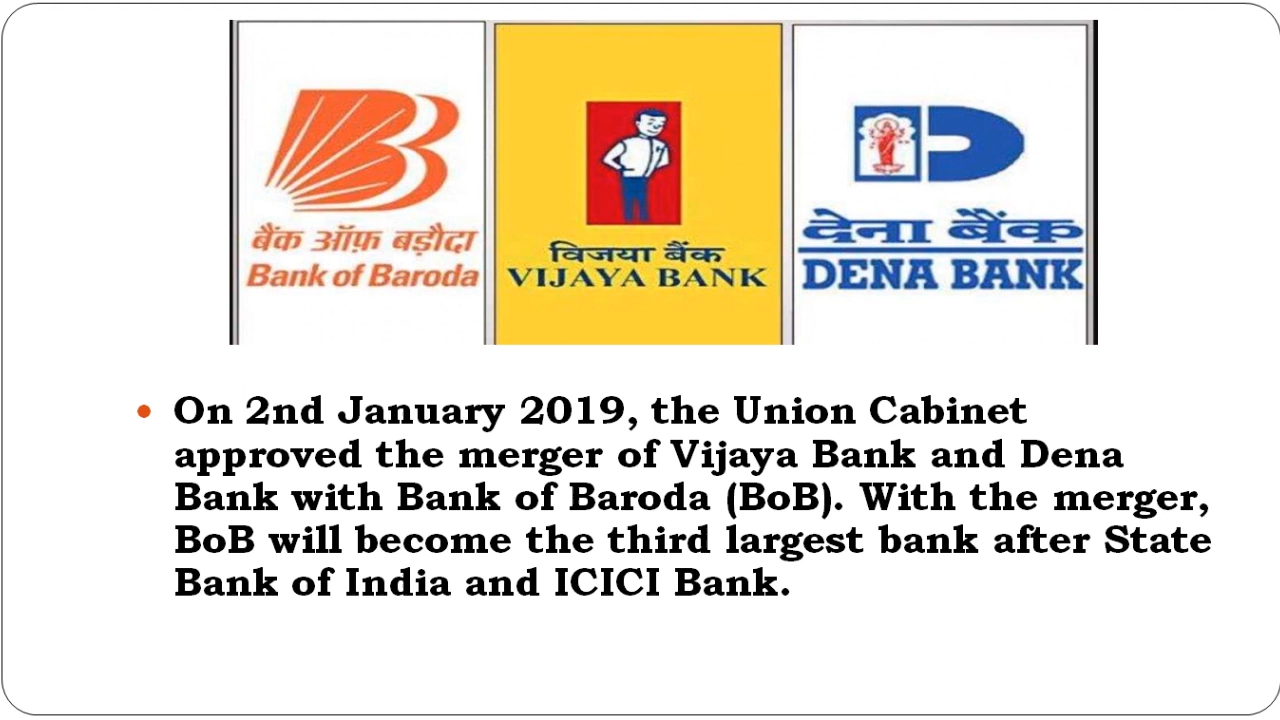 बैंक ऑफ़ बड़ौदा
Bank of Baroda
विजया बैंक
VIJAYA BANK
देना बैंक
DENA BANK
• On 2nd January 2019, the Union Cabinet
approved the merger of Vijaya Bank and Dena
Bank with Bank of Baroda (BoB). With the merger,
BoB will become the third largest bank after State
Bank of India and ICICI Bank.